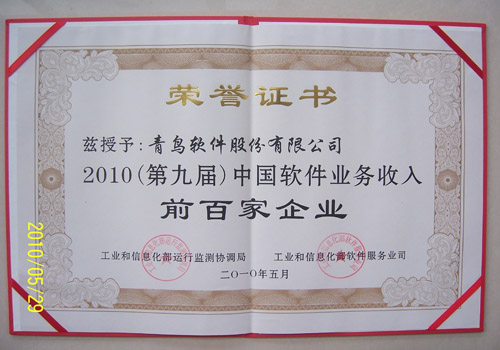 荣誉证书
兹授予：青鸟软件股份有限公司
2010（第九届）中国软件业务收入
前百家企业
工业和信息化部运行监测协调局 工业和信息化部软件服务业司
二〇一〇年五月
2010/05/29